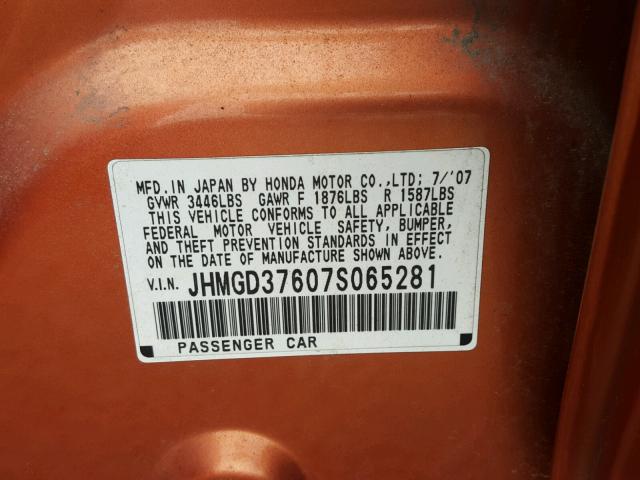 MFD.IN JAPAN BY HONDA MOTOR CO.,LTD; 7/'07
GVWR 3446LBS GAWR F 1876LBS R 1587LBS
THIS VEHICLE CONFORMS TO ALL APPLICABLE
FEDERAL MOTOR VEHICLE SAFETY, BUMPER,
AND THEFT PREVENTION STANDARDS IN EFFECT
ON THE DATE OF MANUFACTURE SHOWN ABOVE.
V.I.N. JHMGD37607S065281
PASSENGER CAR